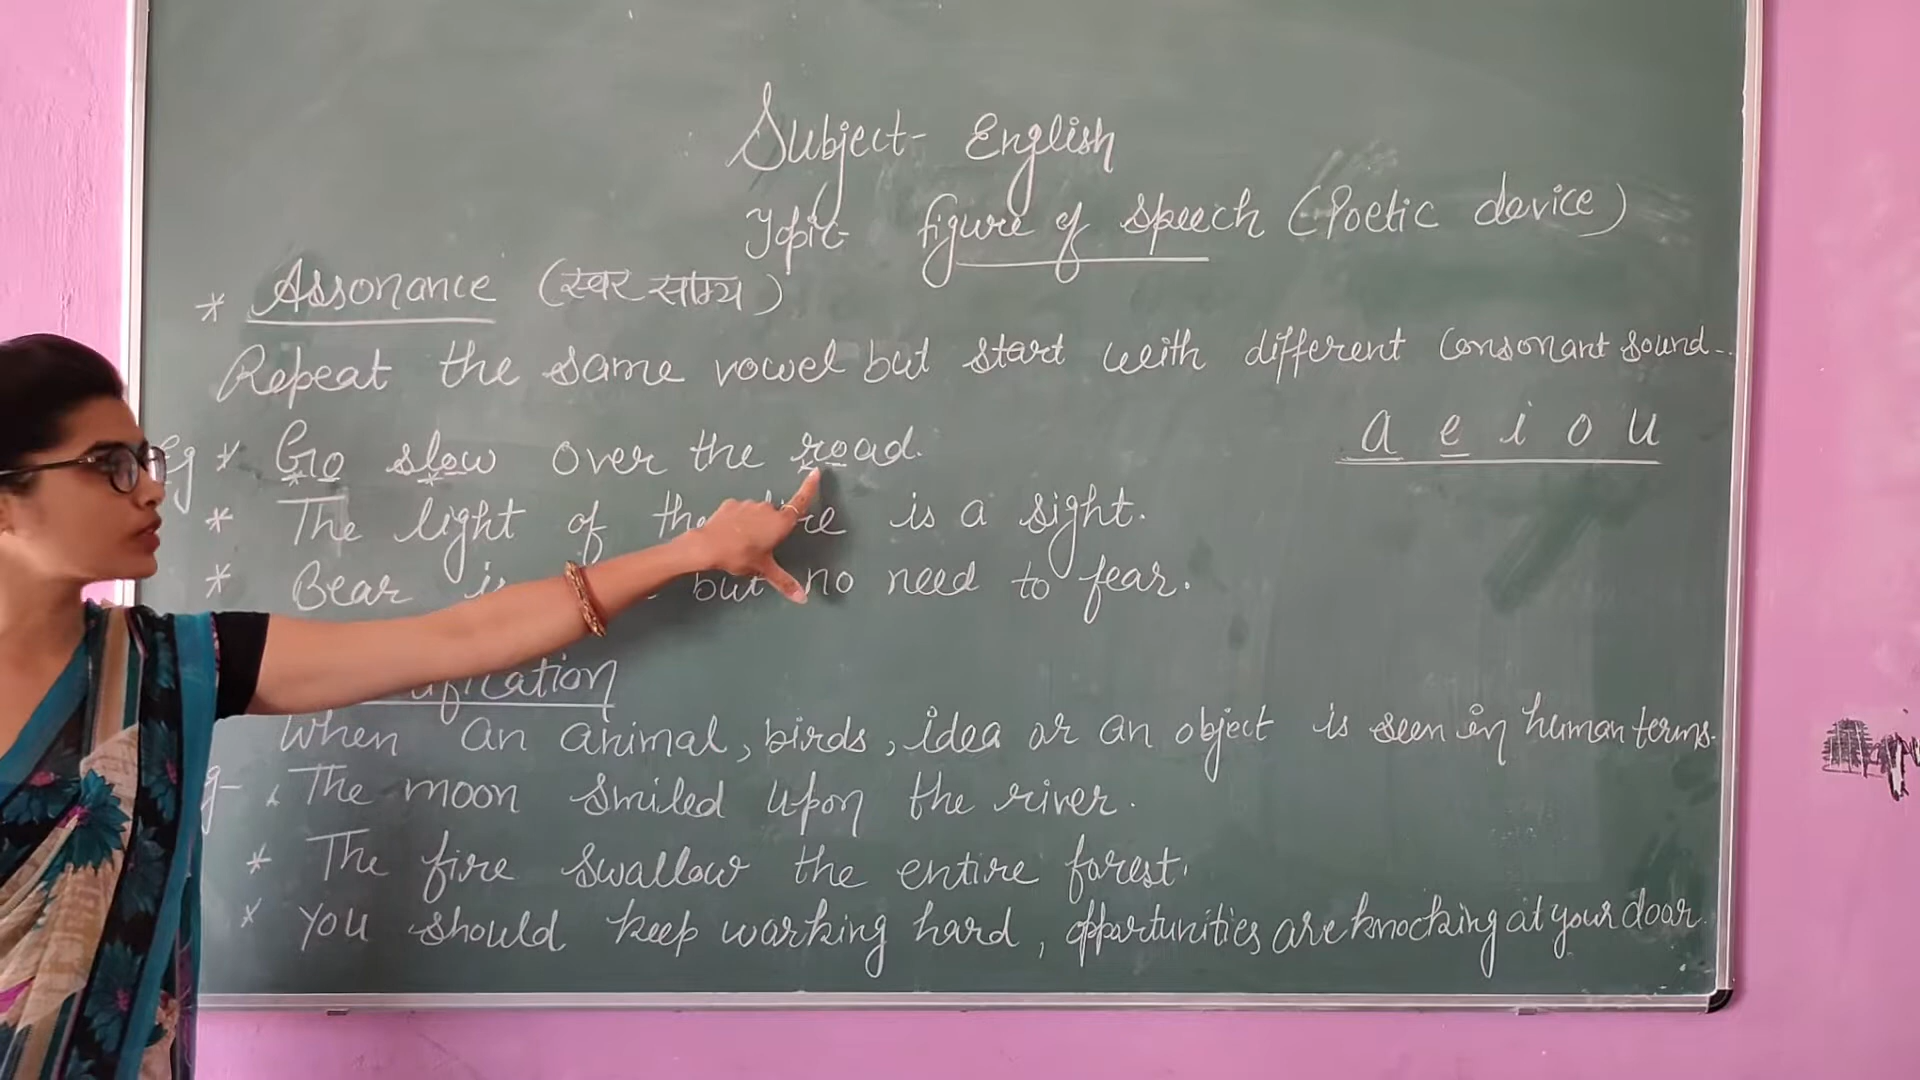 Subject- English
Topic- figure of speech (Poetic device)
* Assonance (स्वर साम्य)
Repeat the same vowel but start with different consonant sound-
a e i o u
Eg * Go slow over the road.
* The light of the is a sight.
* Bear is but no need to fear.
When an animal, birds, idea or an object is seen in human terms.
The moon smiled upon the river.
* The fire swallow the entire forest.
* You should keep working hard, opportunities are knocking at your door